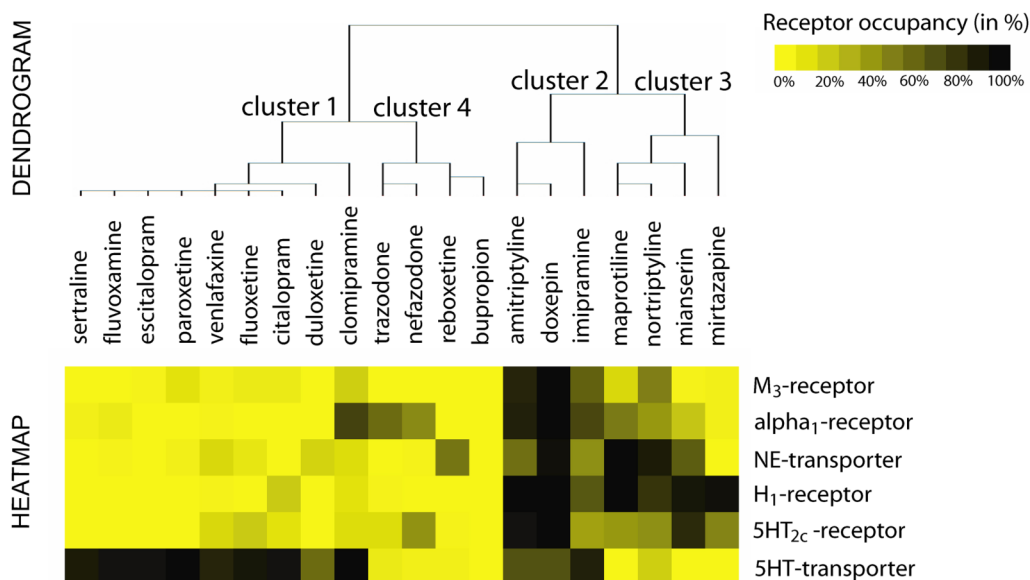 Receptor occupancy (in %)
0% 20% 40% 60% 80% 100%
DENDROGRAM
cluster 1
cluster 4
cluster 2
cluster 3
sertraline
fluvoxamine
escitalopram
paroxetine
venlafaxine
fluoxetine
citalopram
duloxetine
clomipramine
trazodone
nefazodone
reboxetine
bupropion
amitriptyline
doxepin
imipramine
maprotiline
nortriptyline
mianserin
mirtazapine
HEATMAP
M3-receptor
alpha1-receptor
NE-transporter
H1-receptor
5HT2c -receptor
5HT-transporter